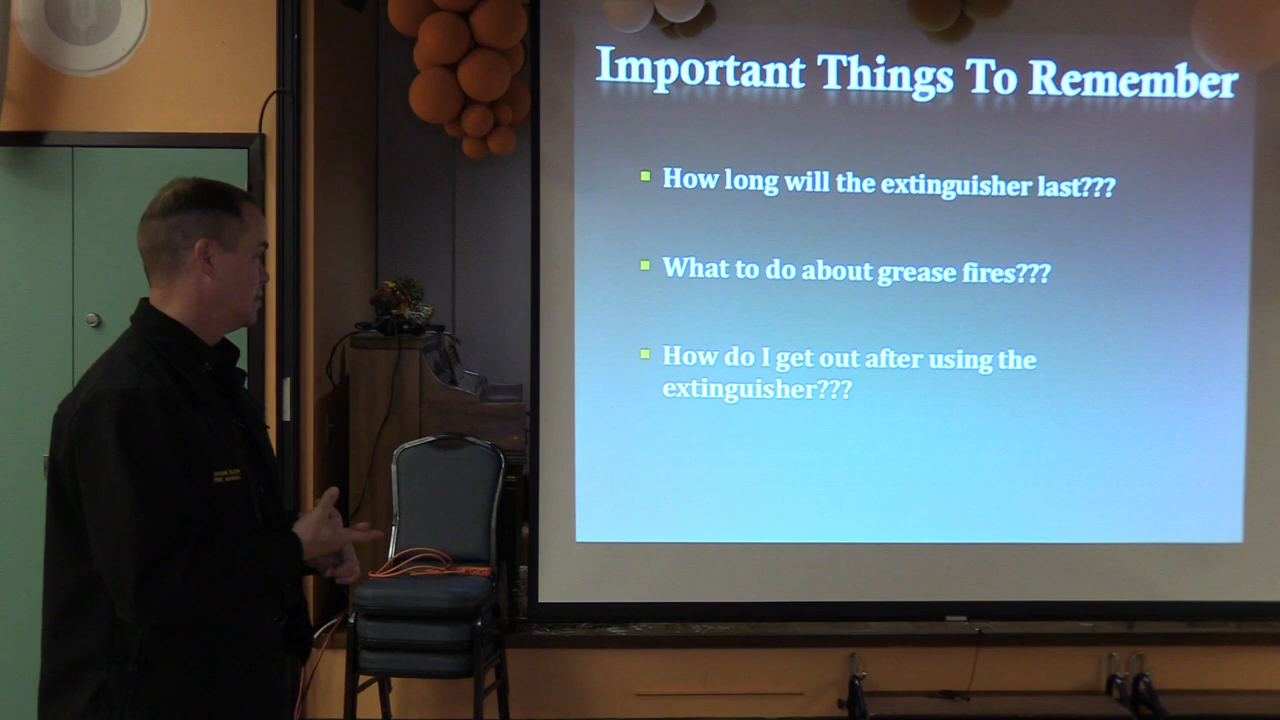 Important Things To Remember
How long will the extinguisher last???
What to do about grease fires???
How do I get out after using the
extinguisher???